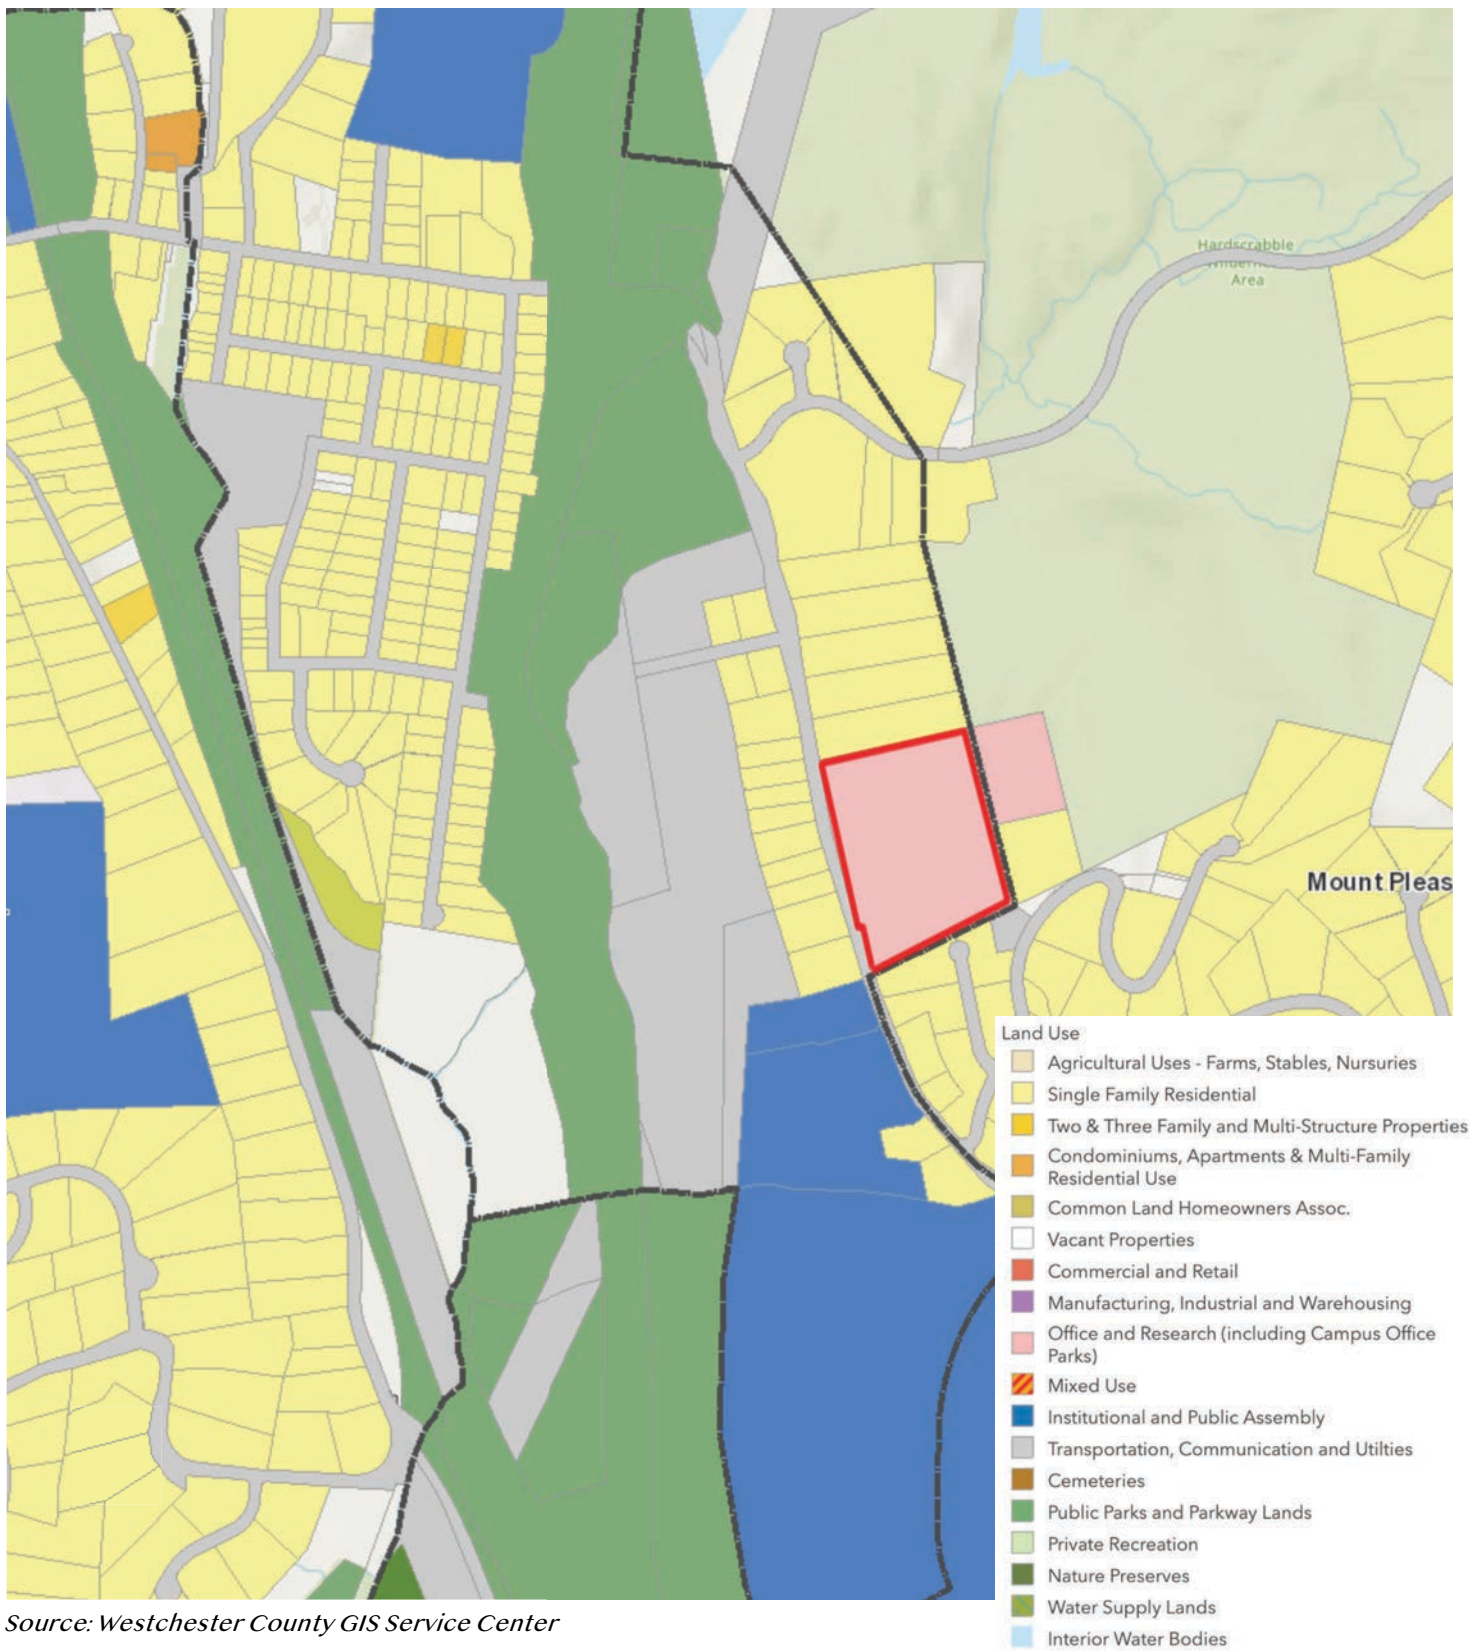 Hardscrabble
Wilderness
Area
Mount Pleas
Land Use
Agricultural Uses - Farms, Stables, Nursuries
Single Family Residential
Two & Three Family and Multi-Structure Properties
Condominiums, Apartments & Multi-Family
Residential Use
Common Land Homeowners Assoc.
Vacant Properties
Commercial and Retail
Manufacturing, Industrial and Warehousing
Office and Research (including Campus Office
Parks)
Mixed Use
Institutional and Public Assembly
Transportation, Communication and Utilties
Cemeteries
Public Parks and Parkway Lands
Private Recreation
Nature Preserves
Water Supply Lands
Interior Water Bodies
Source: Westchester County GIS Service Center